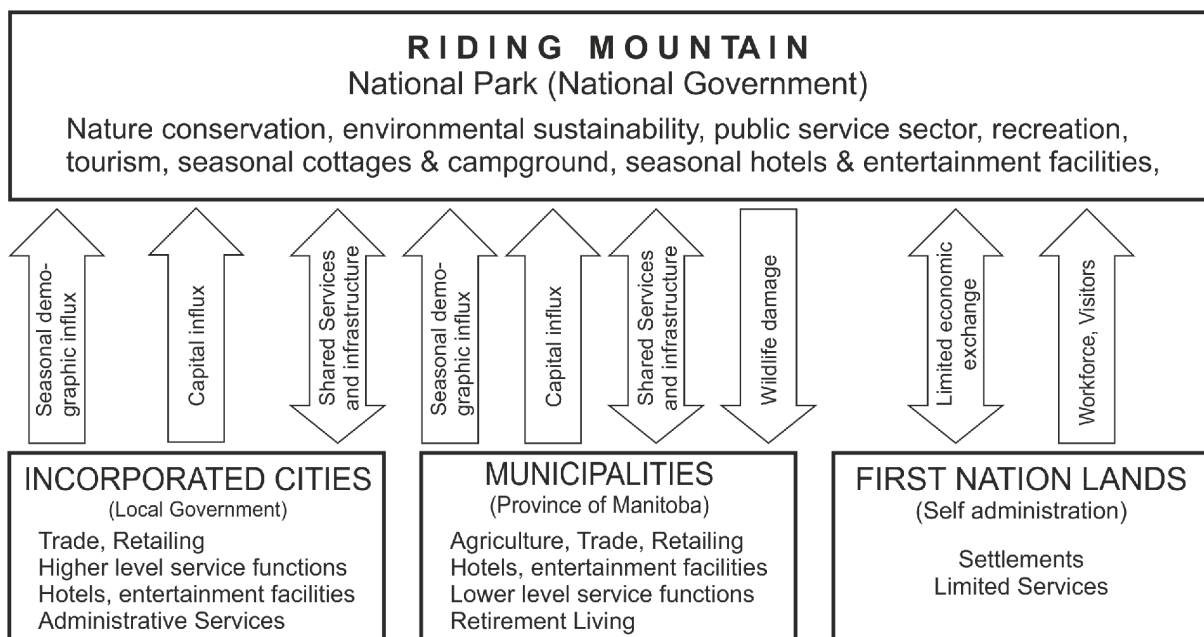 RIDING MOUNTAIN
National Park (National Government)
Nature conservation, environmental sustainability, public service sector, recreation,
tourism, seasonal cottages & campground, seasonal hotels & entertainment facilities,
Seasonal demo-
graphic influx
Capital influx
Shared Services
and infrastructure
Seasonal demo-
graphic influx
Capital influx
Shared Services
and infrastructure
Wildlife damage
Limited economic
exchange
Workforce, Visitors
INCORPORATED CITIES
(Local Government)
Trade, Retailing
Higher level service functions
Hotels, entertainment facilities
Administrative Services
MUNICIPALITIES
(Province of Manitoba)
Agriculture, Trade, Retailing
Hotels, entertainment facilities
Lower level service functions
Retirement Living
FIRST NATION LANDS
(Self administration)
Settlements
Limited Services